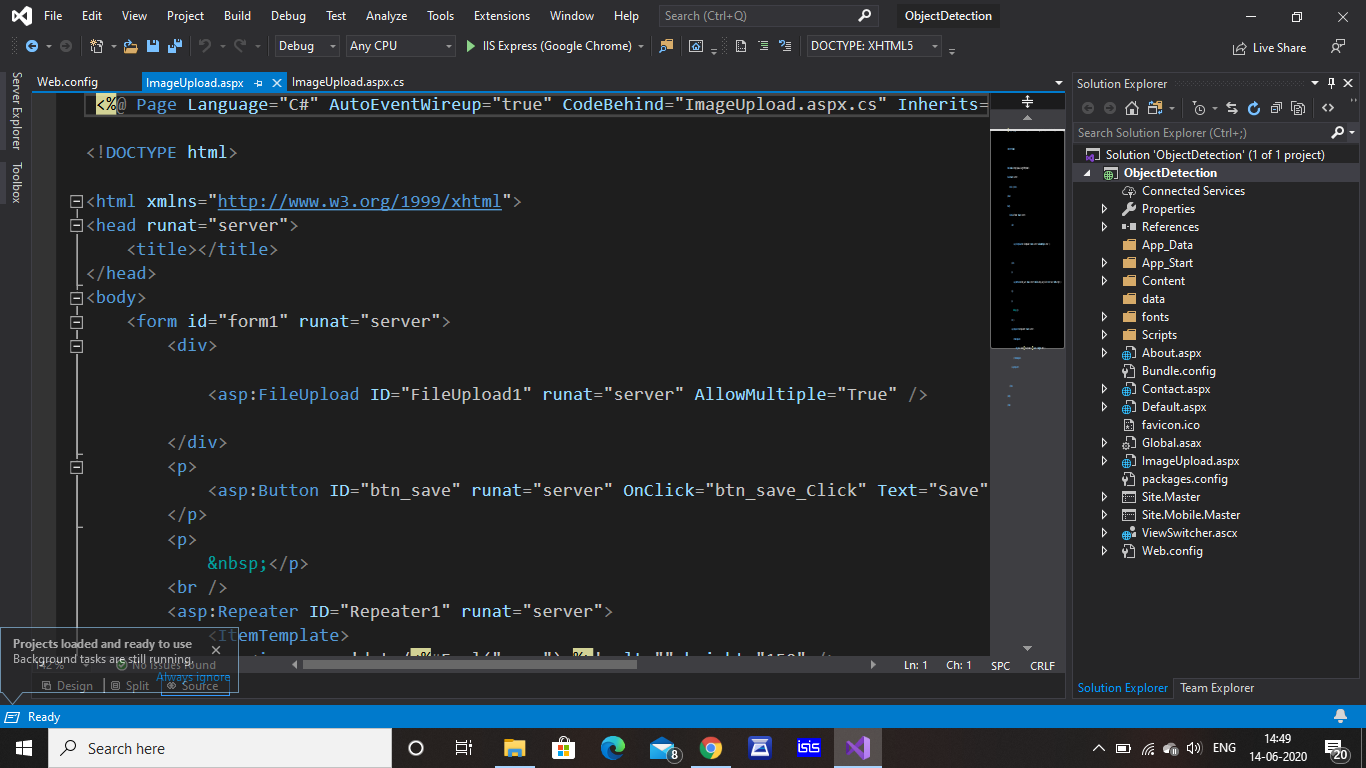 File Edit View Project Build Debug Test Analyze Tools Extensions Window Help Search (Ctrl+Q) ObjectDetection
Debug Any CPU IIS Express (Google Chrome) DOCTYPE: XHTML5 Live Share
Server Explorer
Toolbox
Web.config ImageUpload.aspx ImageUpload.aspx.cs
<%@ Page Language="C#" AutoEventWireup="true" CodeBehind="ImageUpload.aspx.cs" Inherits=
<!DOCTYPE html>
<html xmlns="http://www.w3.org/1999/xhtml">
<head runat="server">
<title></title>
</head>
<body>
<form id="form1" runat="server">
<div>
<asp:FileUpload ID="FileUpload1" runat="server" AllowMultiple="True" />
</div>
<p>
<asp:Button ID="btn_save" runat="server" OnClick="btn_save_Click" Text="Save"
</p>
<p>
&nbsp;</p>
<br />
<asp:Repeater ID="Repeater1" runat="server">
<ItemTemplate>
Projects loaded and ready to use
Background tasks are still running.
Always ignore
142 % No issues found Ln: 1 Ch: 1 SPC CRLF
Design Split Source
Solution Explorer
Search Solution Explorer (Ctrl+;)
Solution 'ObjectDetection' (1 of 1 project)
ObjectDetection
Connected Services
Properties
References
App_Data
App_Start
Content
data
fonts
Scripts
About.aspx
Bundle.config
Contact.aspx
Default.aspx
favicon.ico
Global.asax
ImageUpload.aspx
packages.config
Site.Master
Site.Mobile.Master
ViewSwitcher.ascx
Web.config
Solution Explorer Team Explorer
Ready
Search here 8 isis ENG 14:49
14-06-2020 20